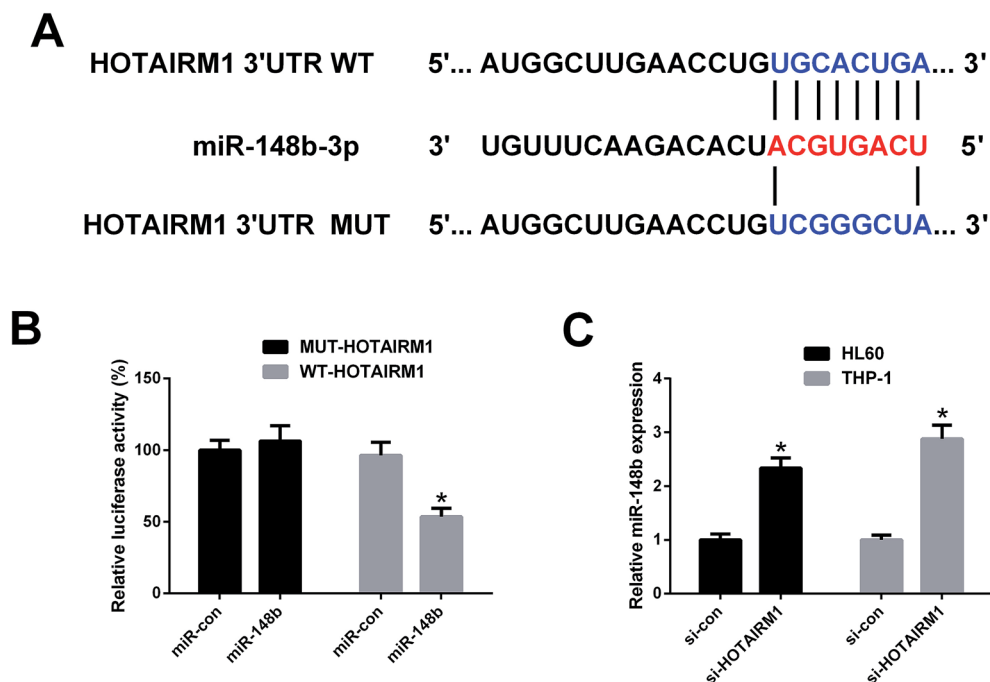 A
HOTAIRM1 3'UTR WT 5'... AUGGCUUGAACCUGUGCACUGA... 3'
miR-148b-3p 3' UGUUUCAAGACACUACGUGACU 5'
HOTAIRM1 3'UTR MUT 5'... AUGGCUUGAACCUGUCGGGCUA... 3'
B
MUT-HOTAIRM1
WT-HOTAIRM1
Relative luciferase activity (%)
150
100
50
0
*
miR-con
miR-148b
miR-con
miR-148b
C
HL60
THP-1
Relative miR-148b expression
4
3
2
1
0
*
*
si-con
si-HOTAIRM1
si-con
si-HOTAIRM1